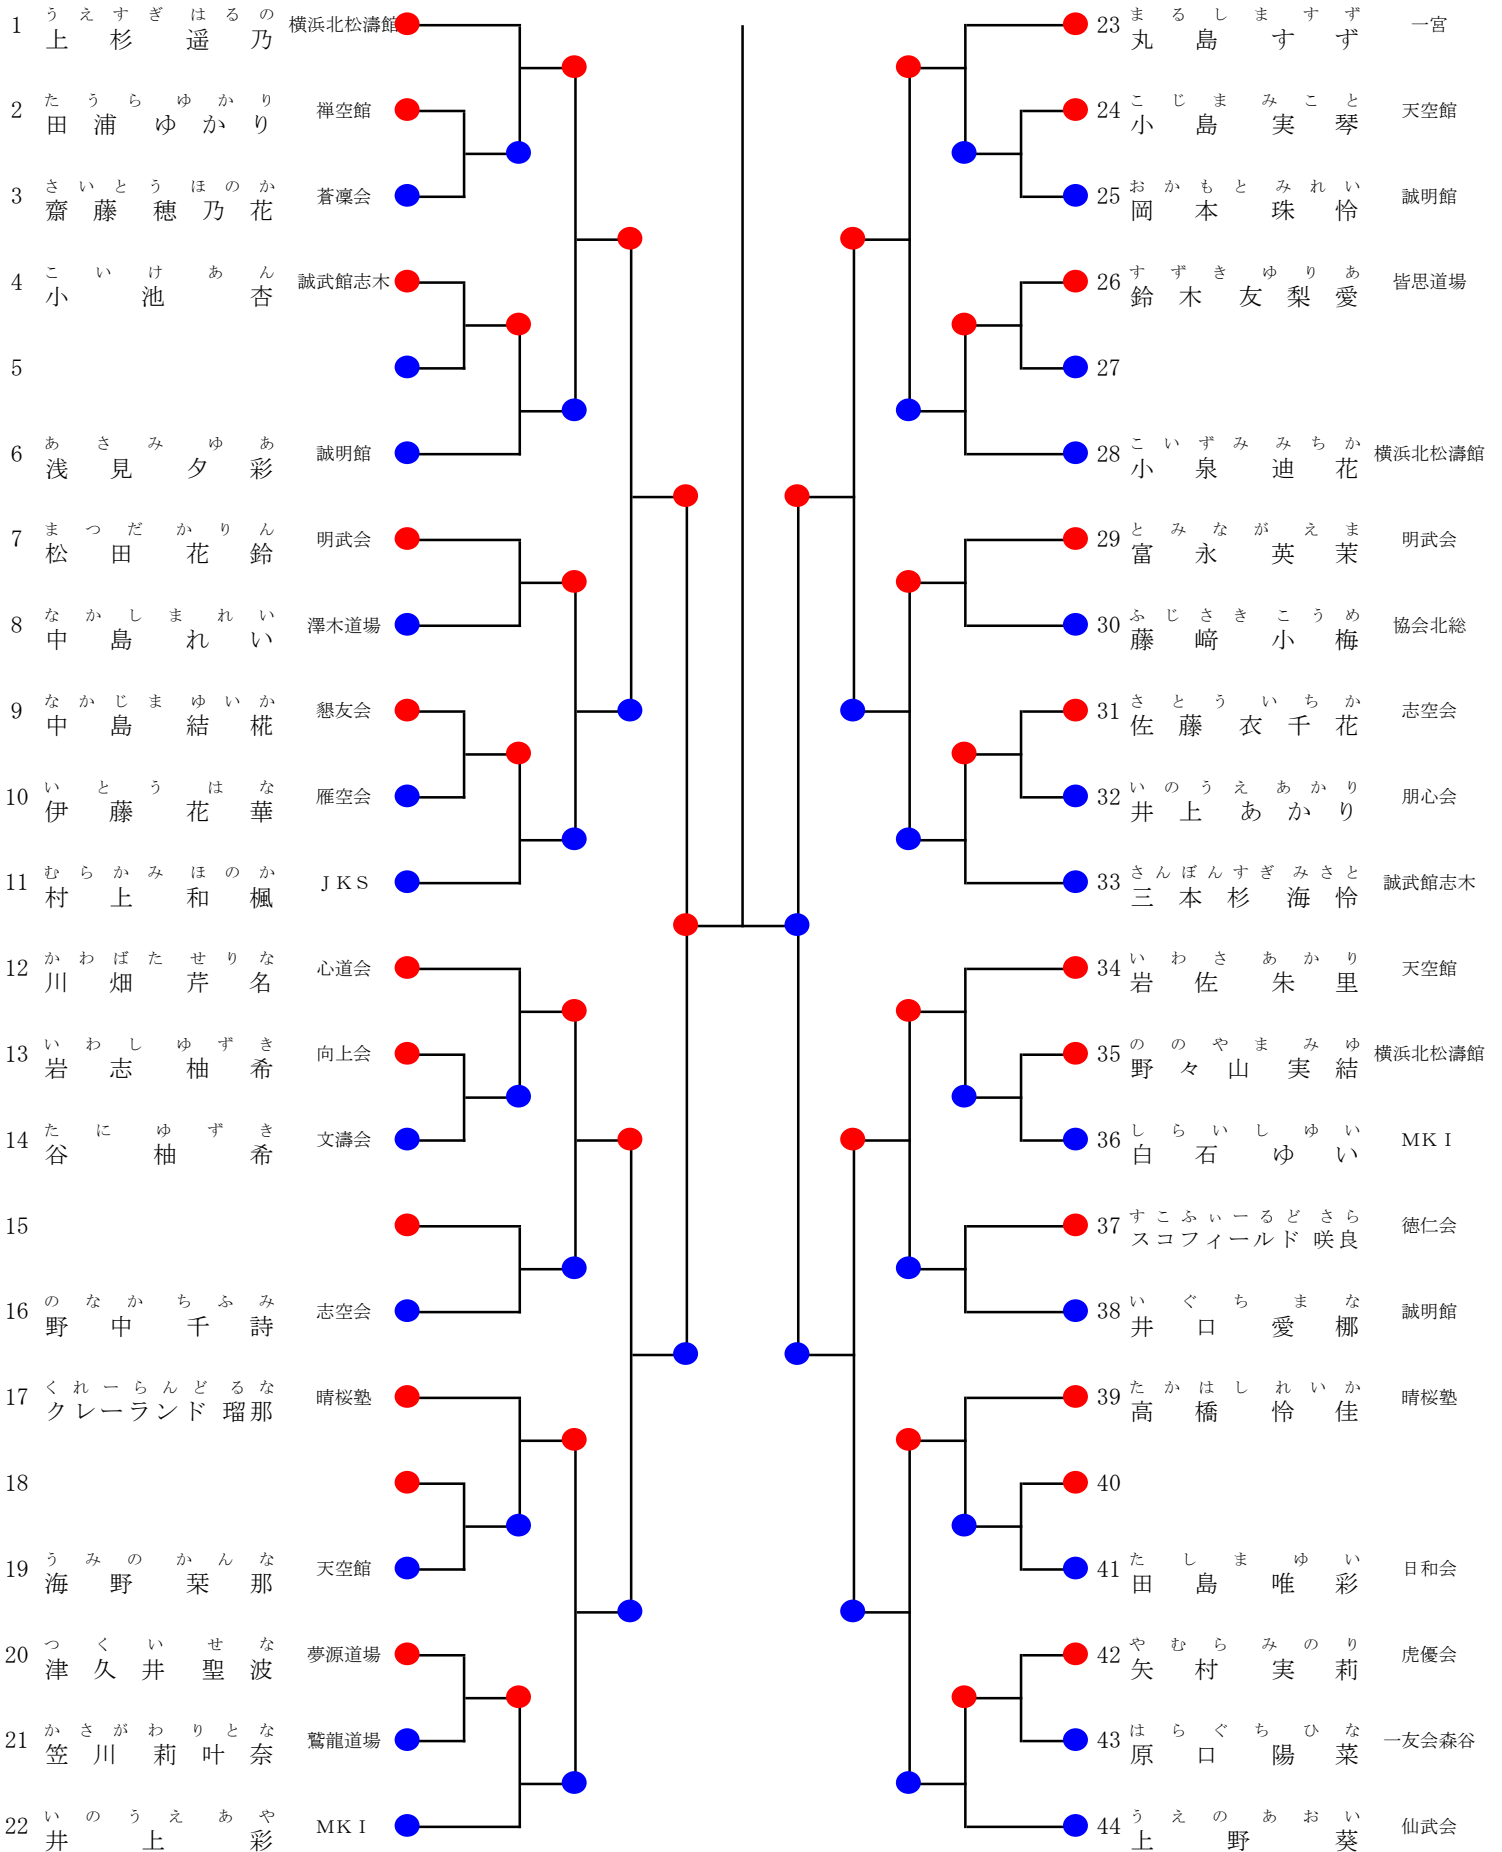 うえすぎ はるの
1 上杉 遥乃 横浜北松濤館
たうら ゆかり
2 田浦 ゆかり 禅空館
さいとう ほのか
3 齋藤 穂乃花 蒼凜会
こいけ あん
4 小池 杏 誠武館志木
5
あさみ ゆあ
6 浅見 夕彩 誠明館
まつだ かりん
7 松田 花鈴 明武会
なかしま れい
8 中島 れい 澤木道場
なかじま ゆいか
9 中島 結椛 懇友会
いとう はな
10 伊藤 花華 雁空会
むらかみ ほのか
11 村上 和楓 JKS
かわばた せりな
12 川畑 芹名 心道会
いわし ゆずき
13 岩志 柚希 向上会
たに ゆずき
14 谷 柚希 文濤会
15
のなか ちふみ
16 野中 千詩 志空会
くれーらんど るな
17 クレーランド 瑠那 晴桜塾
18
うみの かんな
19 海野 栞那 天空館
つくい せな
20 津久井 聖波 夢源道場
かさがわ りとな
21 笠川 莉叶奈 鷲龍道場
いのうえ あや
22 井上 彩 MKI
まるしま すず
23 丸島 すず 一宮
こじま みこと
24 小島 実琴 天空館
おかもと みれい
25 岡本 珠怜 誠明館
すずき ゆりあ
26 鈴木 友梨愛 皆思道場
27
こいずみ みちか
28 小泉 迪花 横浜北松濤館
とみなが えま
29 富永 英茉 明武会
ふじさき こうめ
30 藤﨑 小梅 協会北総
さとう いちか
31 佐藤 衣千花 志空会
いのうえ あかり
32 井上 あかり 朋心会
さんぼんすぎ みさと
33 三本杉 海怜 誠武館志木
いわさ あかり
34 岩佐 朱里 天空館
ののやま みゆ
35 野々山 実結 横浜北松濤館
しらいし ゆい
36 白石 ゆい MKI
すこふぃーるど さら
37 スコフィールド 咲良 徳仁会
いぐち まな
38 井口 愛梛 誠明館
たかはし れいか
39 高橋 怜佳 晴桜塾
40
たしま ゆい
41 田島 唯彩 日和会
やむら みのり
42 矢村 実莉 虎優会
はらぐち ひな
43 原口 陽菜 一友会森谷
うえの あおい
44 上野 葵 仙武会